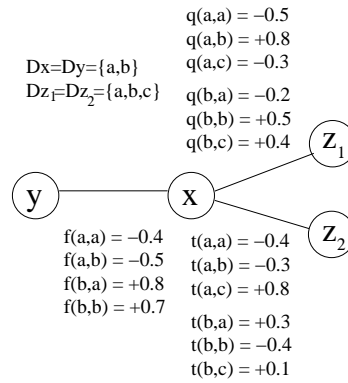 q(a,a) = −0.5
q(a,b) = +0.8
q(a,c) = −0.3
Dx=Dy={a,b}
Dz₁=Dz₂={a,b,c}
q(b,a) = −0.2
q(b,b) = +0.5
q(b,c) = +0.4
z₁
y
x
z₂
f(a,a) = −0.4
f(a,b) = −0.5
f(b,a) = +0.8
f(b,b) = +0.7
t(a,a) = −0.4
t(a,b) = −0.3
t(a,c) = +0.8
t(b,a) = +0.3
t(b,b) = −0.4
t(b,c) = +0.1